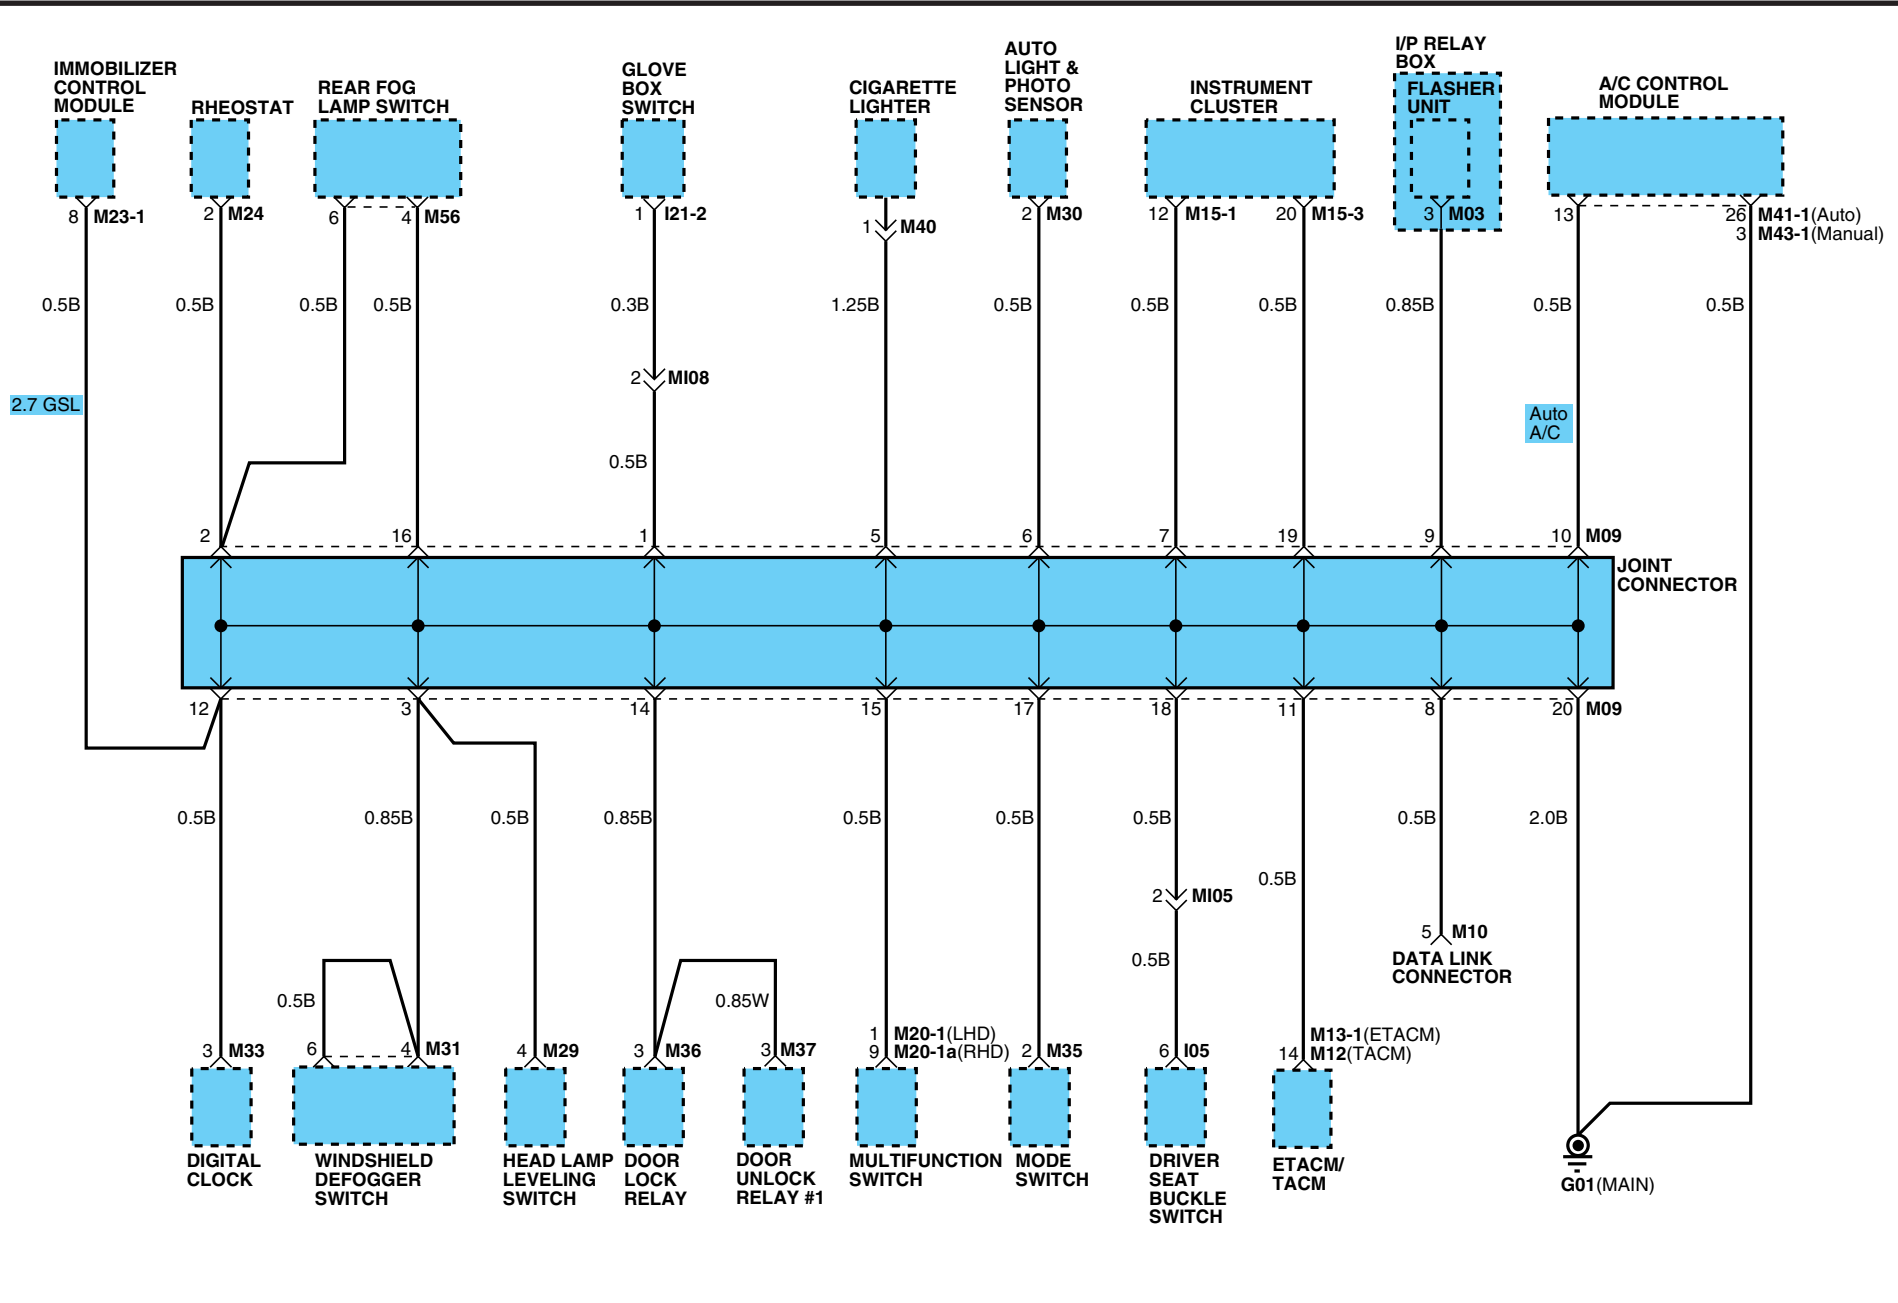 IMMOBILIZER
CONTROL
MODULE
RHEOSTAT
REAR FOG
LAMP SWITCH
GLOVE
BOX
SWITCH
CIGARETTE
LIGHTER
AUTO
LIGHT &
PHOTO
SENSOR
INSTRUMENT
CLUSTER
I/P RELAY
BOX
FLASHER
UNIT
A/C CONTROL
MODULE
8 M23-1
2 M24
6
4 M56
1 I21-2
1 M40
2 M30
12 M15-1
20 M15-3
3 M03
13
26 M41-1(Auto)
3 M43-1(Manual)
0.5B
0.5B
0.5B
0.5B
0.3B
1.25B
0.5B
0.5B
0.5B
0.85B
0.5B
0.5B
2 MI08
2.7 GSL
Auto
A/C
0.5B
2
16
1
5
6
7
19
9
10 M09
JOINT
CONNECTOR
12
3
14
15
17
18
11
8
20 M09
0.5B
0.85B
0.5B
0.85B
0.5B
0.5B
0.5B
0.5B
2.0B
0.5B
2 MI05
5 M10
DATA LINK
CONNECTOR
0.5B
0.5B
0.85W
3 M33
6
4 M31
4 M29
3 M36
3 M37
1 M20-1(LHD)
9 M20-1a(RHD)
2 M35
6 I05
M13-1(ETACM)
14 M12(TACM)
DIGITAL
CLOCK
WINDSHIELD
DEFOGGER
SWITCH
HEAD LAMP
LEVELING
SWITCH
DOOR
LOCK
RELAY
DOOR
UNLOCK
RELAY #1
MULTIFUNCTION
SWITCH
MODE
SWITCH
DRIVER
SEAT
BUCKLE
SWITCH
ETACM/
TACM
G01(MAIN)